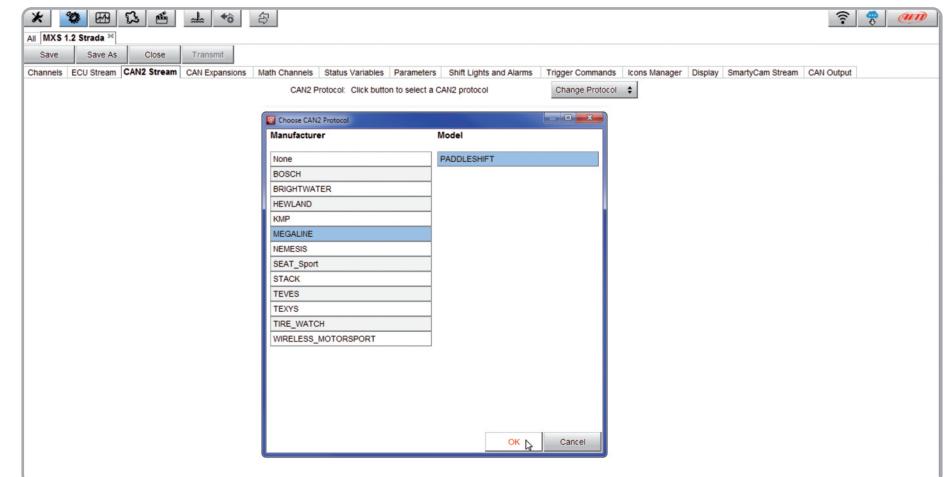 AiM
All MXS 1.2 Strada
Save Save As Close Transmit
Channels ECU Stream CAN2 Stream CAN Expansions Math Channels Status Variables Parameters Shift Lights and Alarms Trigger Commands Icons Manager Display SmartyCam Stream CAN Output
CAN2 Protocol: Click button to select a CAN2 protocol Change Protocol
Choose CAN2 Protocol
Manufacturer Model
None PADDLESHIFT
BOSCH
BRIGHTWATER
HEWLAND
KMP
MEGALINE
NEMESIS
SEAT_Sport
STACK
TEVES
TEXYS
TIRE_WATCH
WIRELESS_MOTORSPORT
OK Cancel